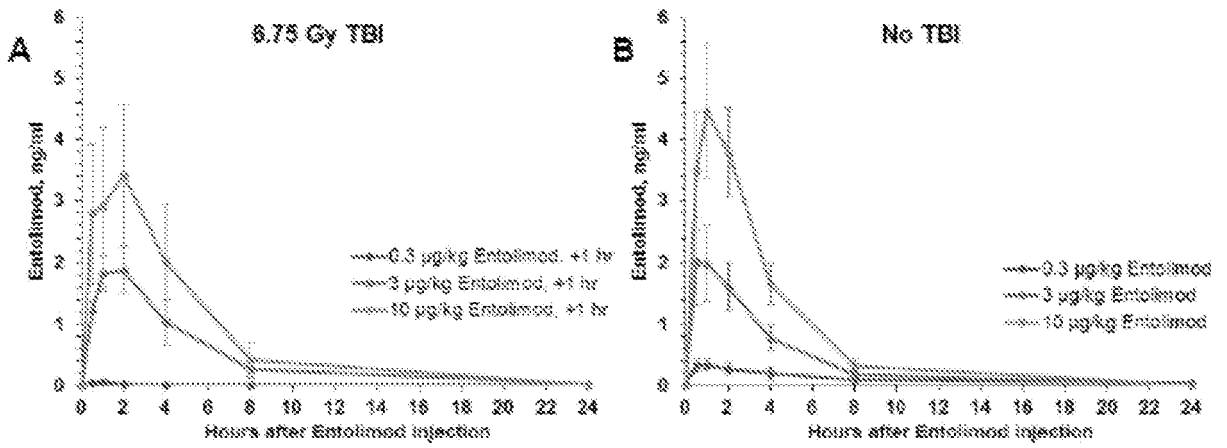 A
6.75 Gy TBI
Entolimod, ng/ml
6
5
4
3
2
1
0
0 2 4 6 8 10 12 14 16 18 20 22 24
Hours after Entolimod injection
0.3 µg/kg Entolimod, +1 hr
3 µg/kg Entolimod, +1 hr
10 µg/kg Entolimod, +1 hr
B
No TBI
Entolimod, ng/ml
6
5
4
3
2
1
0
0 2 4 6 8 10 12 14 16 18 20 22 24
Hours after Entolimod injection
0.3 µg/kg Entolimod
3 µg/kg Entolimod
10 µg/kg Entolimod